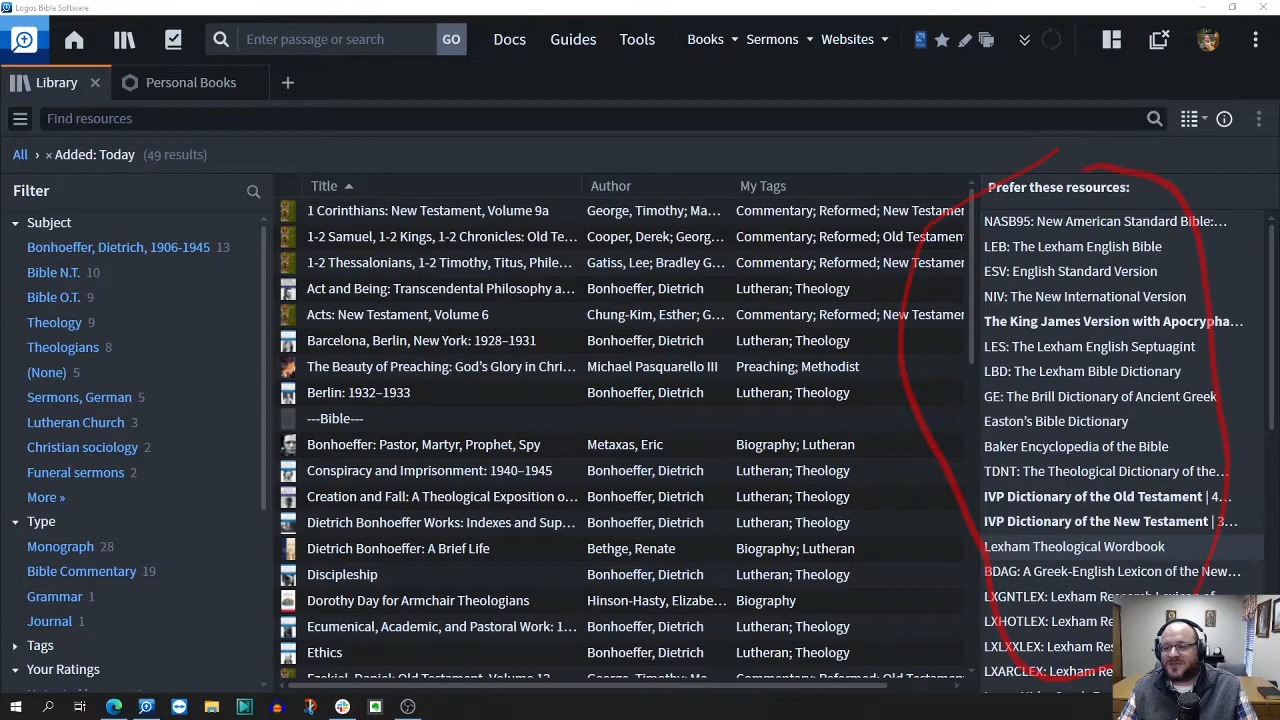 Logos Bible Software
Enter passage or search
GO
Docs
Guides
Tools
Books
Sermons
Websites
Library
Personal Books
Find resources
All › × Added: Today (49 results)
Filter
Subject
Bonhoeffer, Dietrich, 1906-1945 13
Bible N.T. 10
Bible O.T. 9
Theology 9
Theologians 8
(None) 5
Sermons, German 5
Lutheran Church 3
Christian sociology 2
Funeral sermons 2
More »
Type
Monograph 28
Bible Commentary 19
Grammar 1
Journal 1
Tags
Your Ratings
Title Author My Tags
1 Corinthians: New Testament, Volume 9a George, Timothy; Ma... Commentary; Reformed; New Testamen
1-2 Samuel, 1-2 Kings, 1-2 Chronicles: Old Te... Cooper, Derek; Georg... Commentary; Reformed; Old Testament
1-2 Thessalonians, 1-2 Timothy, Titus, Phile... Gatiss, Lee; Bradley G... Commentary; Reformed; New Testamen
Act and Being: Transcendental Philosophy a... Bonhoeffer, Dietrich Lutheran; Theology
Acts: New Testament, Volume 6 Chung-Kim, Esther; G... Commentary; Reformed; New Testamen
Barcelona, Berlin, New York: 1928–1931 Bonhoeffer, Dietrich Lutheran; Theology
The Beauty of Preaching: God's Glory in Chri... Michael Pasquarello III Preaching; Methodist
Berlin: 1932–1933 Bonhoeffer, Dietrich Lutheran; Theology
---Bible---
Bonhoeffer: Pastor, Martyr, Prophet, Spy Metaxas, Eric Biography; Lutheran
Conspiracy and Imprisonment: 1940–1945 Bonhoeffer, Dietrich Lutheran; Theology
Creation and Fall: A Theological Exposition o... Bonhoeffer, Dietrich Lutheran; Theology
Dietrich Bonhoeffer Works: Indexes and Sup... Bonhoeffer, Dietrich Lutheran; Theology
Dietrich Bonhoeffer: A Brief Life Bethge, Renate Biography; Lutheran
Discipleship Bonhoeffer, Dietrich Lutheran; Theology
Dorothy Day for Armchair Theologians Hinson-Hasty, Elizabe... Biography
Ecumenical, Academic, and Pastoral Work: 1... Bonhoeffer, Dietrich Lutheran; Theology
Ethics Bonhoeffer, Dietrich Lutheran; Theology
Prefer these resources:
NASB95: New American Standard Bible:...
LEB: The Lexham English Bible
ESV: English Standard Version
NIV: The New International Version
The King James Version with Apocrypha...
LES: The Lexham English Septuagint
LBD: The Lexham Bible Dictionary
GE: The Brill Dictionary of Ancient Greek
Easton's Bible Dictionary
Baker Encyclopedia of the Bible
TDNT: The Theological Dictionary of the...
IVP Dictionary of the Old Testament | 4...
IVP Dictionary of the New Testament | 3...
Lexham Theological Wordbook
BDAG: A Greek-English Lexicon of the New...
LXGNTLEX: Lexham Research Lexicon of
LXHOTLEX: Lexham Re
LXLXXLEX: Lexham Res
LXARCLEX: Lexham Re